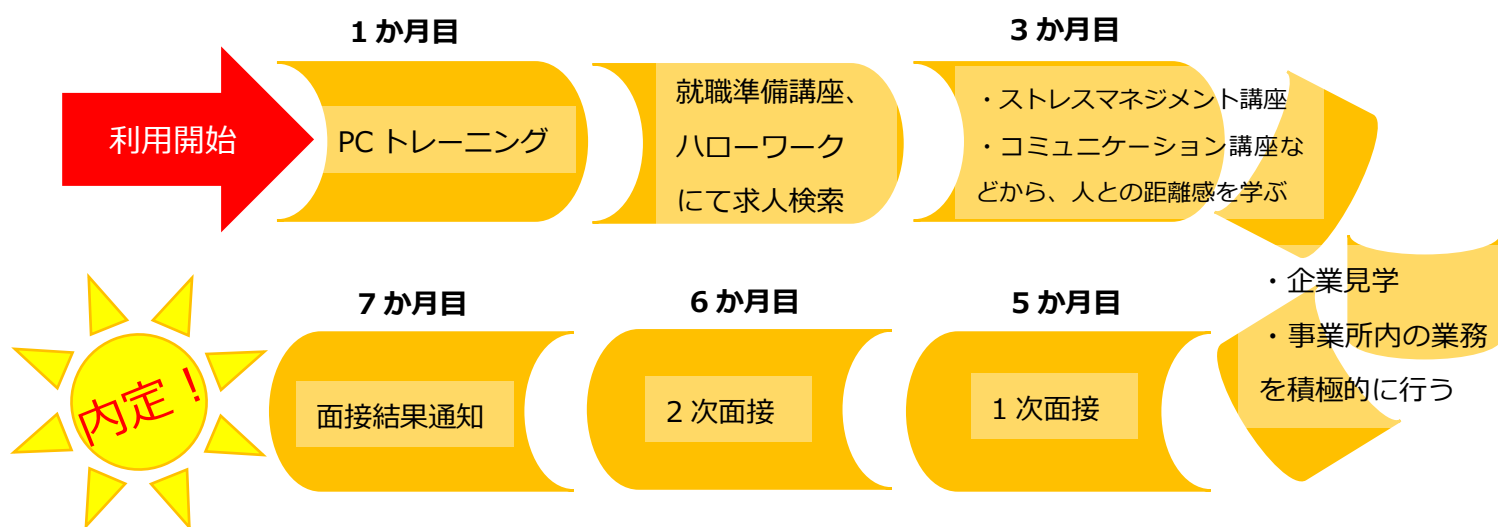 1か月目
3か月目
利用開始
PCトレーニング
就職準備講座、
ハローワーク
にて求人検索
・ストレスマネジメント講座
・コミュニケーション講座な
どから、人との距離感を学ぶ
・企業見学
・事業所内の業務
を積極的に行う
5か月目
1次面接
6か月目
2次面接
7か月目
面接結果通知
内定!